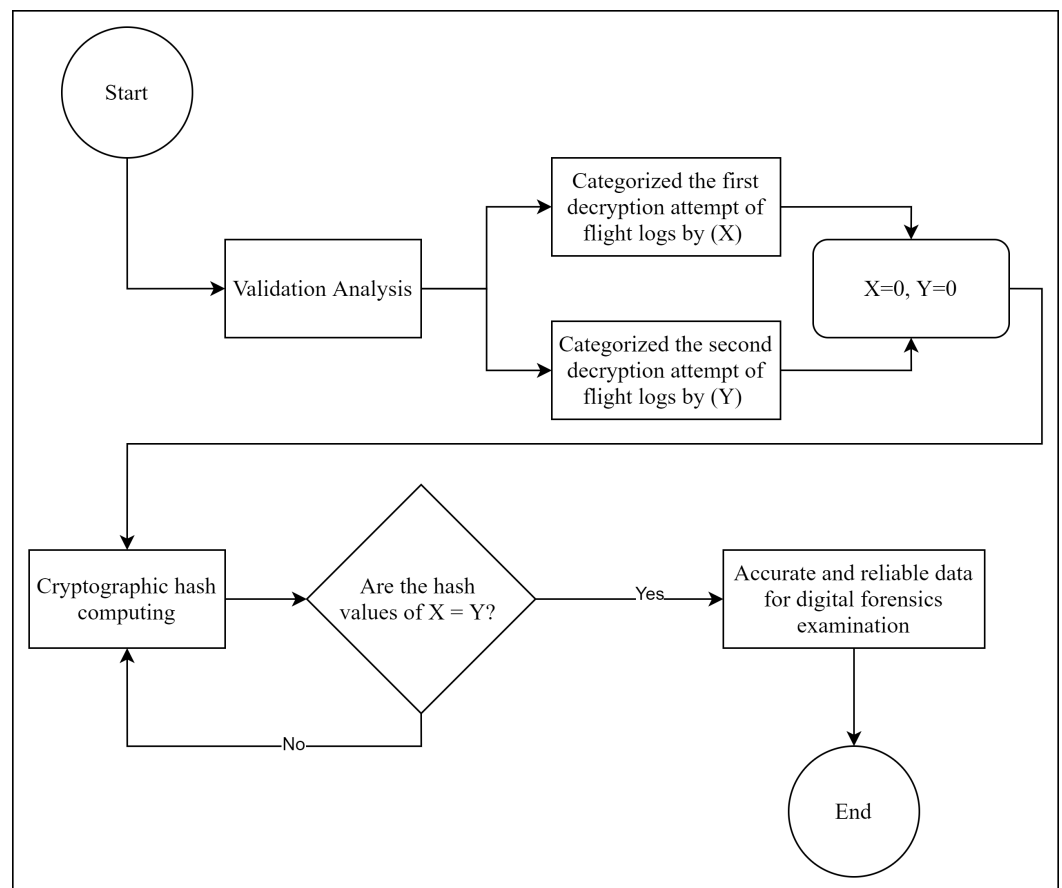 Start
Categorized the first
decryption attempt of
flight logs by (X)
Validation Analysis
X=0, Y=0
Categorized the second
decryption attempt of
flight logs by (Y)
Cryptographic hash
computing
Are the hash
values of X = Y?
Yes
Accurate and reliable data
for digital forensics
examination
No
End